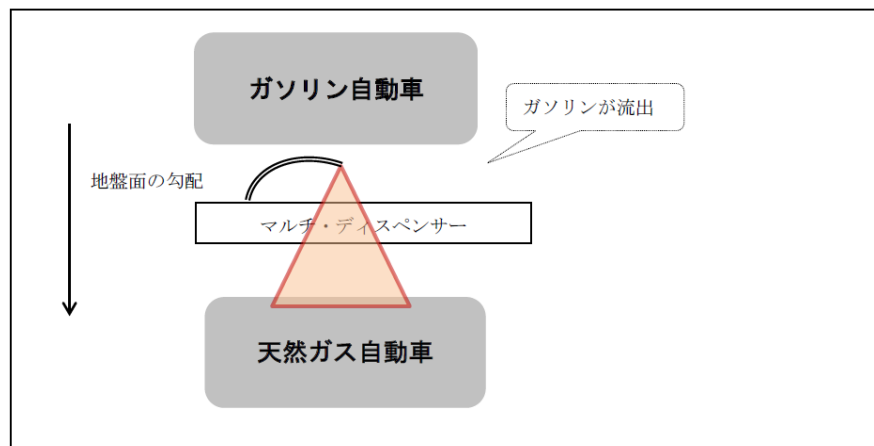 ガソリン自動車
ガソリンが流出
地盤面の勾配
マルチ・ディスペンサー
天然ガス自動車